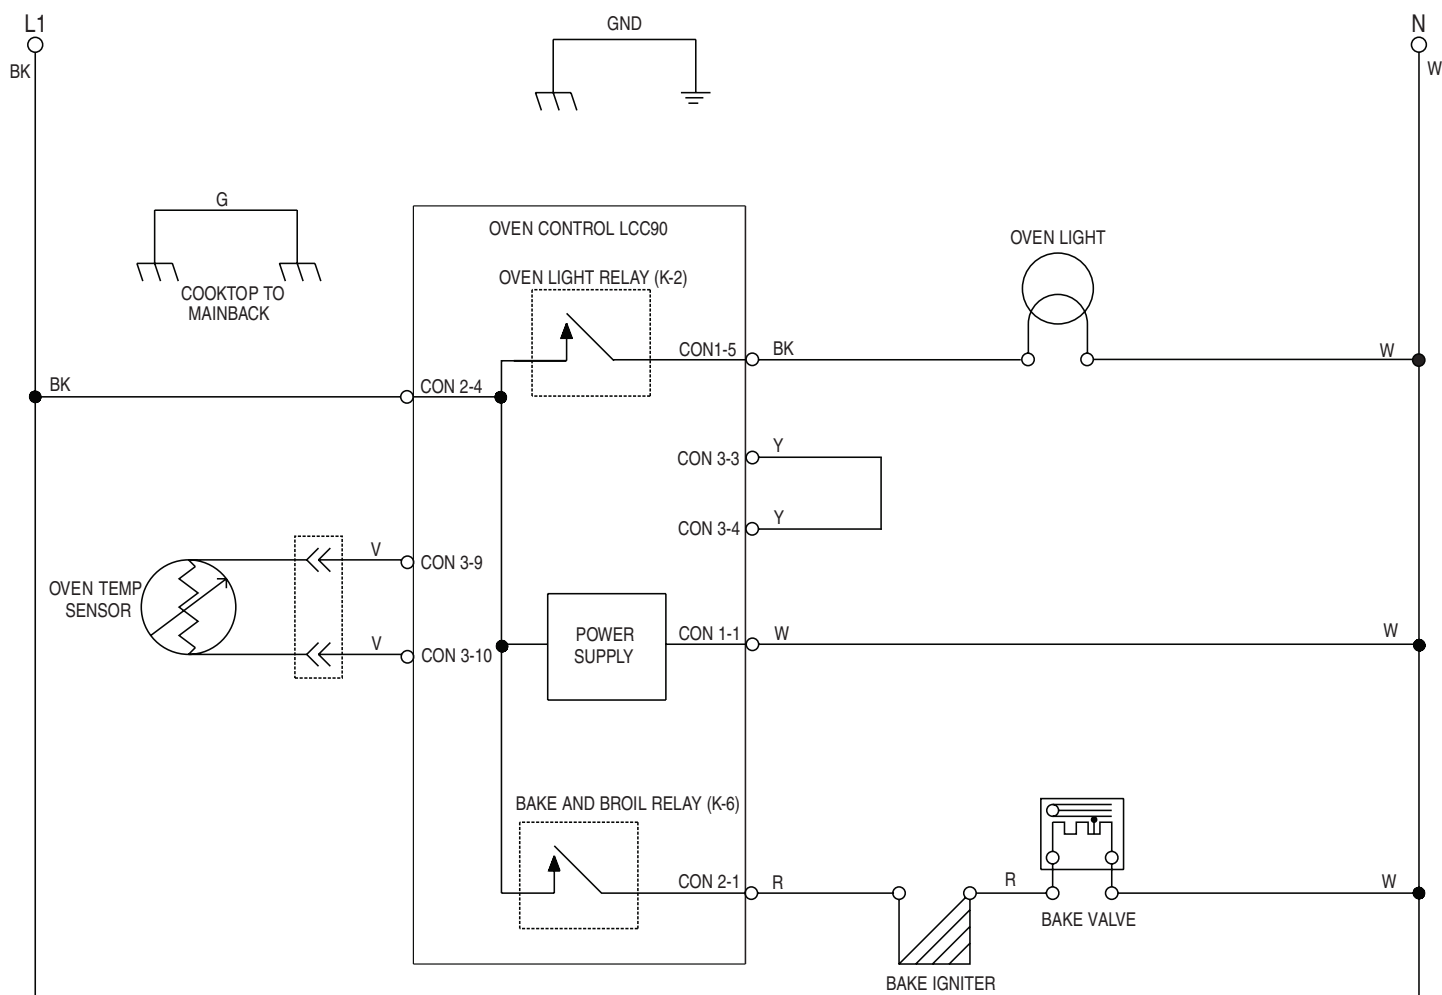 L1
GND
N
BK
W
G
COOKTOP TO
MAINBACK
OVEN CONTROL LCC90
OVEN LIGHT RELAY (K-2)
OVEN LIGHT
CON1-5
BK
W
BK
CON 2-4
CON 3-3
Y
CON 3-4
Y
V
CON 3-9
OVEN TEMP
SENSOR
V
CON 3-10
POWER
SUPPLY
CON 1-1
W
W
BAKE AND BROIL RELAY (K-6)
CON 2-1
R
R
W
BAKE VALVE
BAKE IGNITER